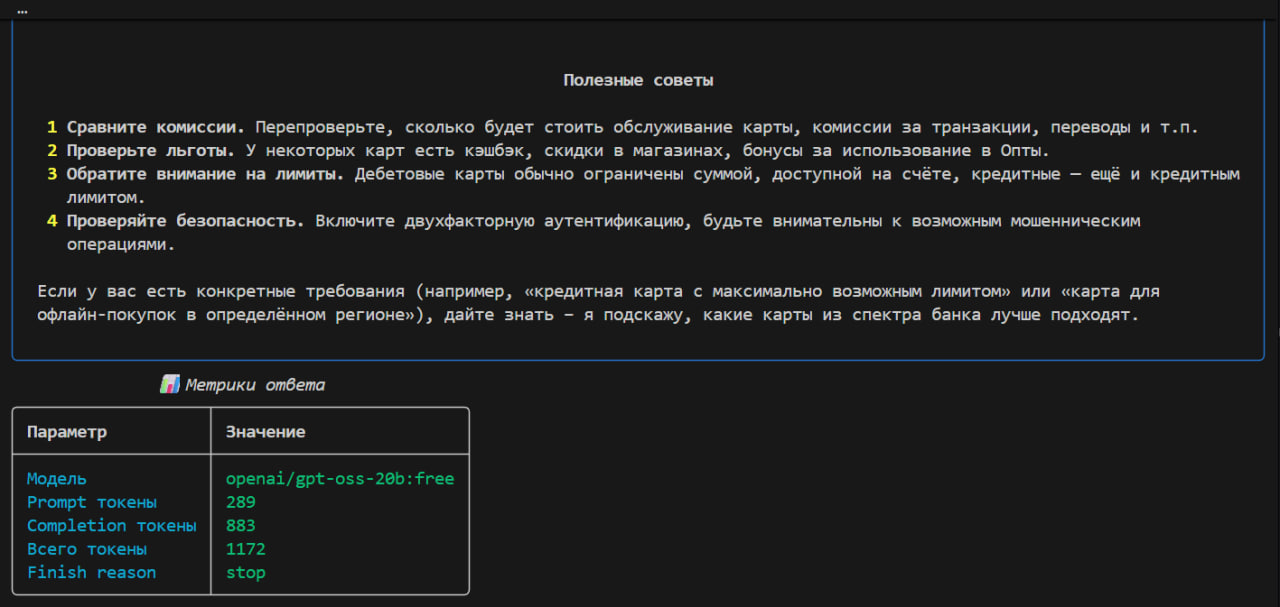 …
Полезные советы
1 Сравните комиссии. Перепроверьте, сколько будет стоить обслуживание карты, комиссии за транзакции, переводы и т.п.
2 Проверьте льготы. У некоторых карт есть кэшбэк, скидки в магазинах, бонусы за использование в Опты.
3 Обратите внимание на лимиты. Дебетовые карты обычно ограничены суммой, доступной на счёте, кредитные — ещё и кредитным
лимитом.
4 Проверяйте безопасность. Включите двухфакторную аутентификацию, будьте внимательны к возможным мошенническим
операциями.
Если у вас есть конкретные требования (например, «кредитная карта с максимально возможным лимитом» или «карта для
офлайн-покупок в определённом регионе»), дайте знать – я подскажу, какие карты из спектра банка лучше подходят.
Метрики ответа
Параметр Значение
Модель openai/gpt-oss-20b:free
Prompt токены 289
Completion токены 883
Всего токены 1172
Finish reason stop